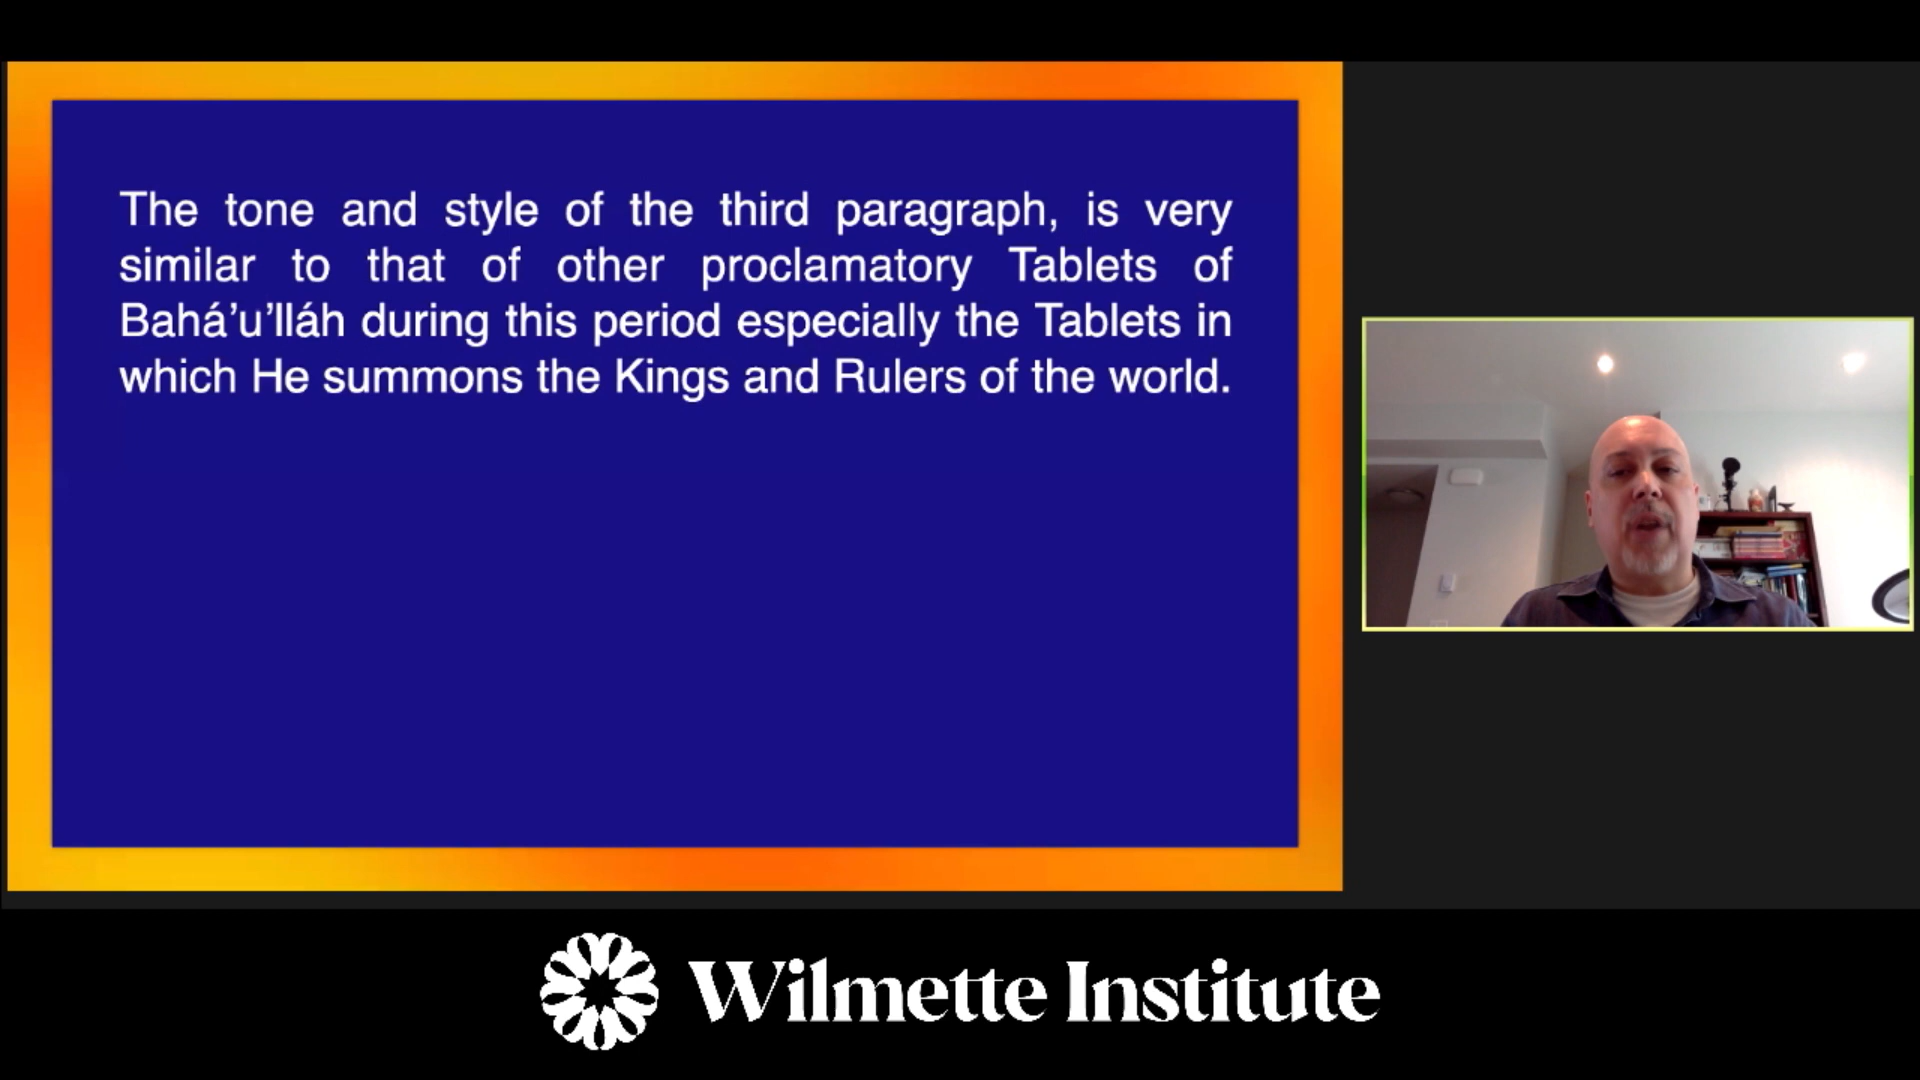 The tone and style of the third paragraph, is very
similar to that of other proclamatory Tablets of
Bahá’u’lláh during this period especially the Tablets in
which He summons the Kings and Rulers of the world.
Wilmette Institute